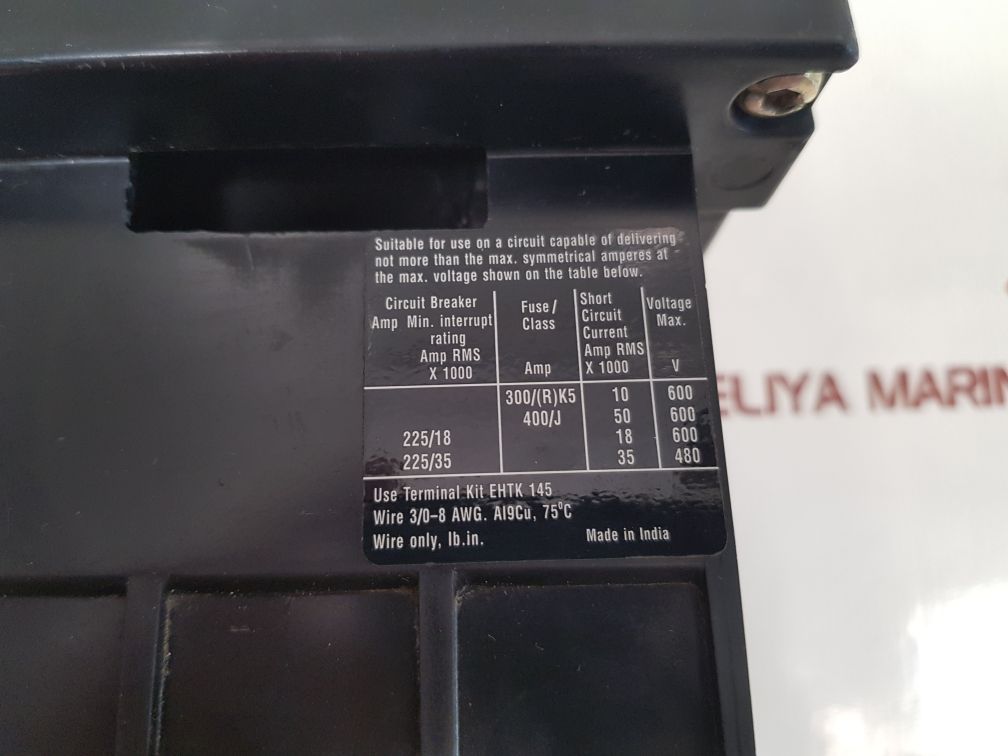 Suitable for use on a circuit capable of delivering
not more than the max. symmetrical amperes at
the max. voltage shown on the table below.
Circuit Breaker Fuse/ Short Voltage
Amp Min. interrupt Class Circuit Max.
rating Current
Amp RMS Amp RMS
X 1000 Amp X 1000 V
300/(R)K5 10 600
400/J 50 600
225/18 18 600
225/35 35 480
Use Terminal Kit EHTK 145
Wire 3/0-8 AWG. Al9Cu, 75°C
Wire only, lb.in. Made in India
ELIYA MARIN